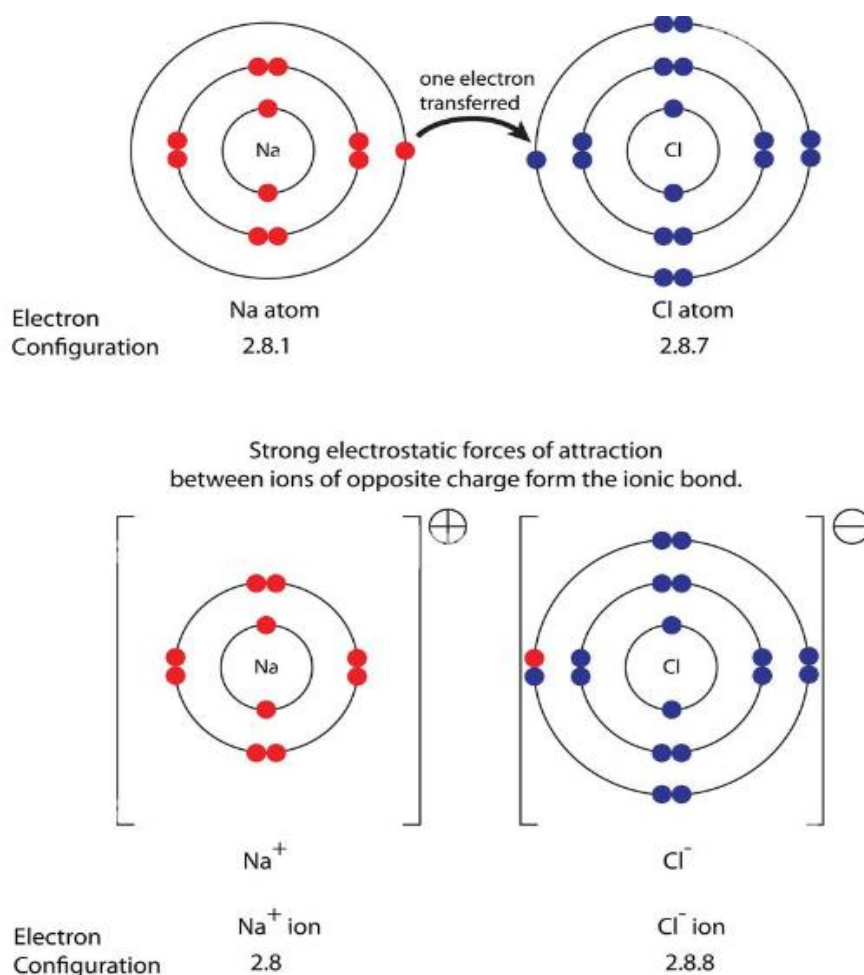 one electron
transferred
Na
Cl
Na atom
Cl atom
Electron
Configuration
2.8.1
2.8.7
Strong electrostatic forces of attraction
between ions of opposite charge form the ionic bond.
+
−
Na
Cl
Na⁺
Cl⁻
Na⁺ ion
Cl⁻ ion
Electron
Configuration
2.8
2.8.8